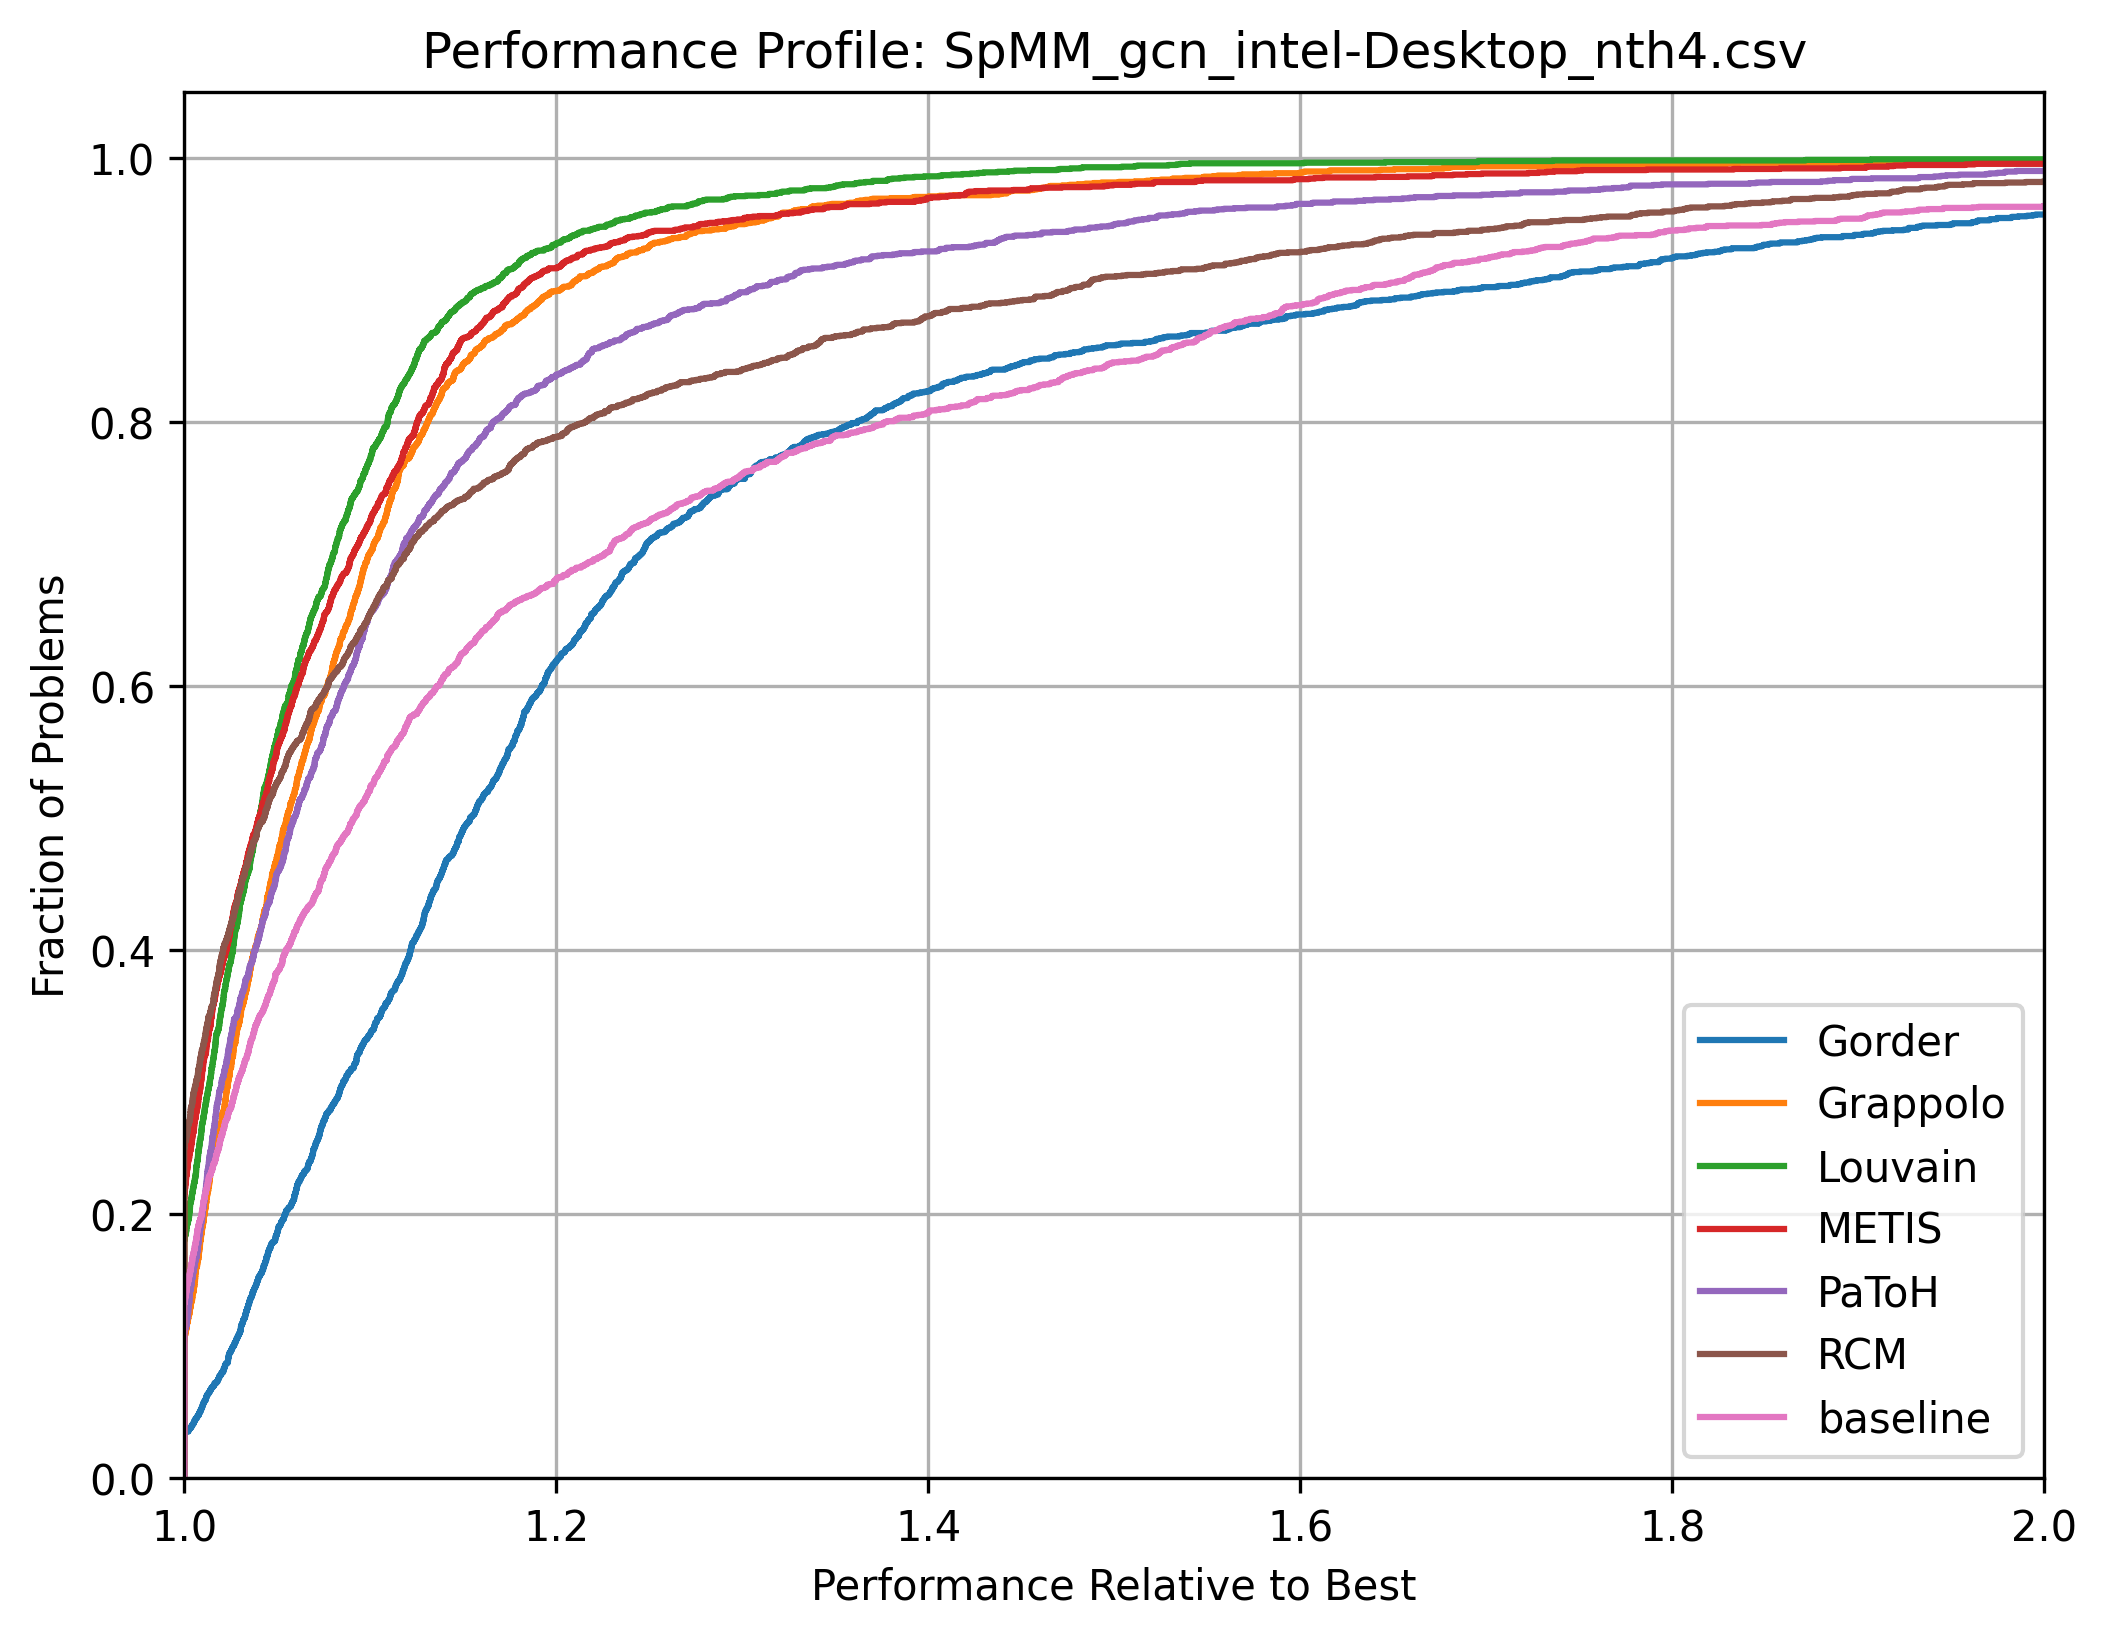 Performance Profile: SpMM_gcn_intel-Desktop_nth4.csv
Fraction of Problems
1.0
0.8
0.6
0.4
0.2
0.0
1.0 1.2 1.4 1.6 1.8 2.0
Performance Relative to Best
Gorder
Grappolo
Louvain
METIS
PaToH
RCM
baseline